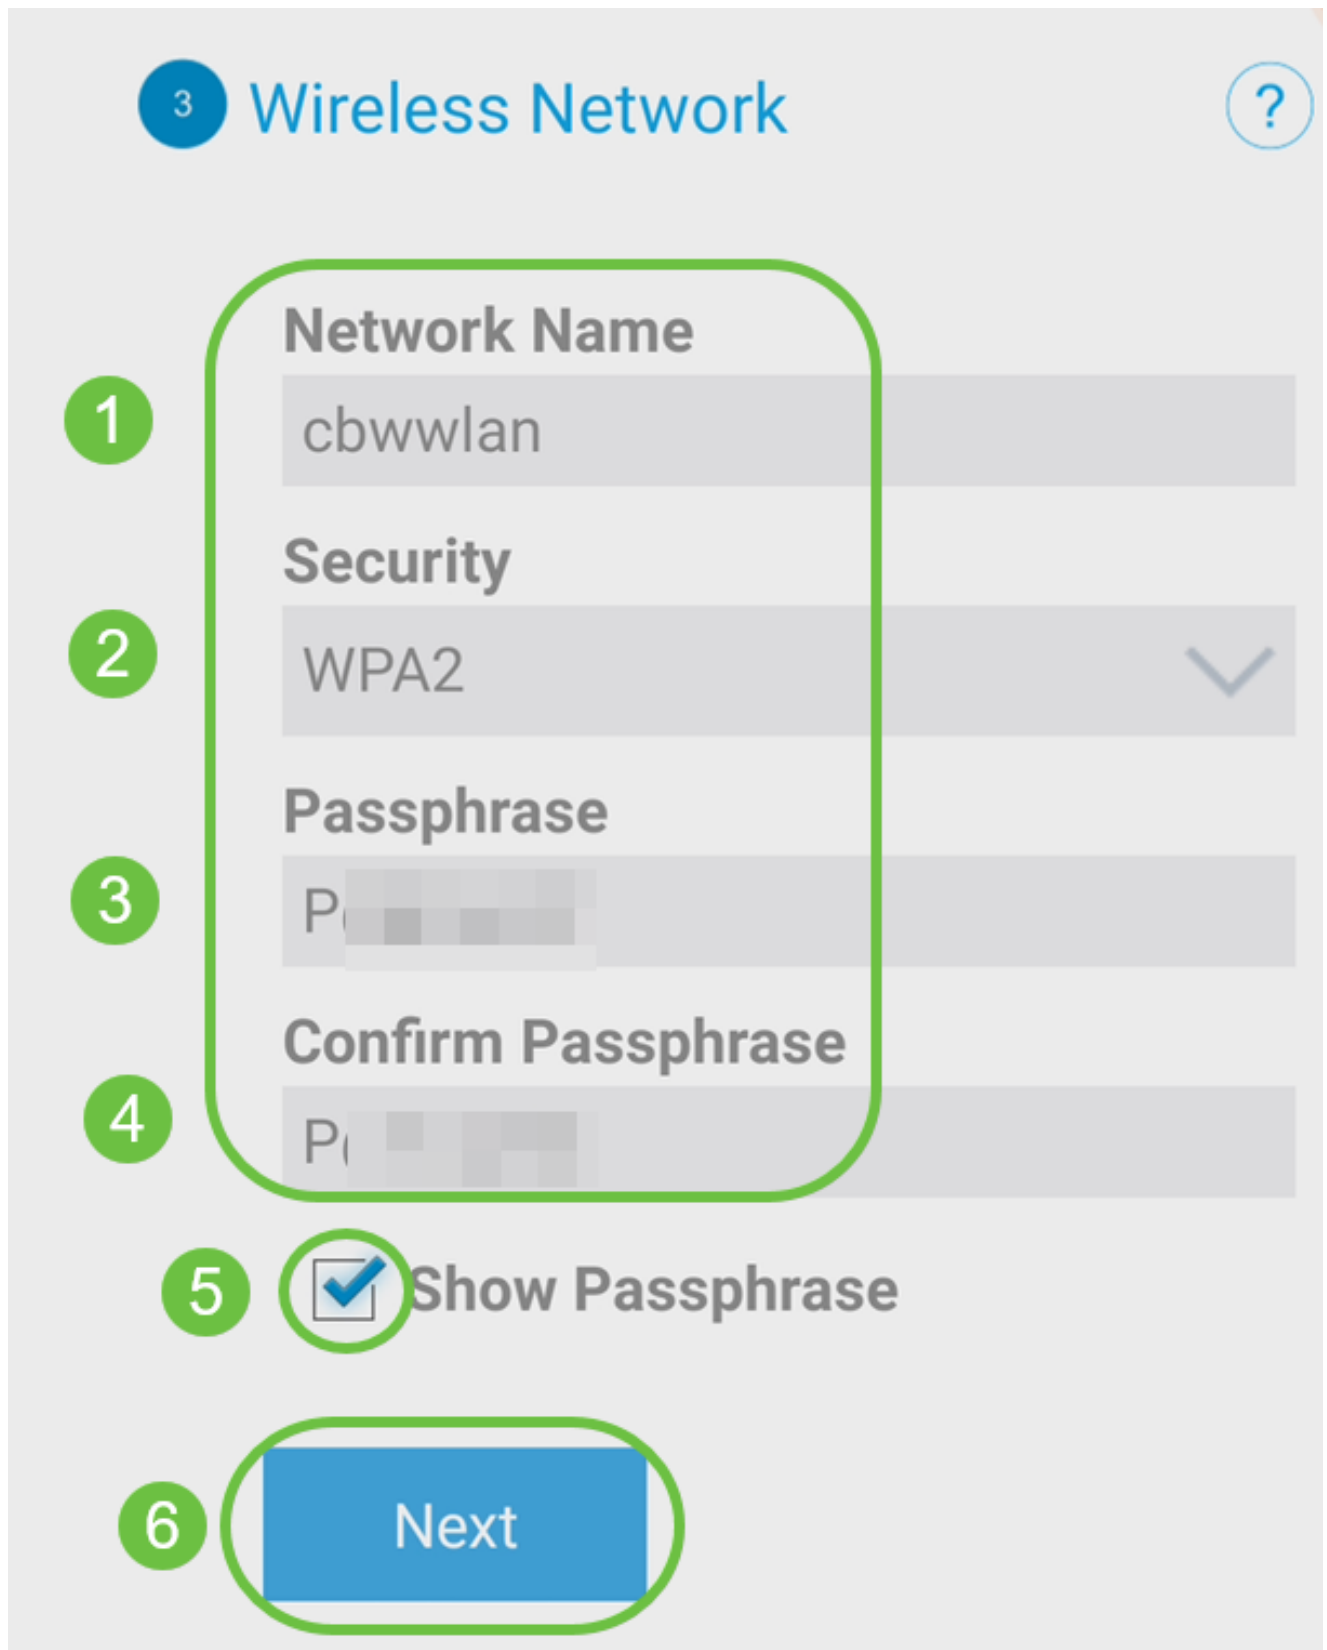 3 Wireless Network ?
Network Name
1 cbwwlan
Security
2 WPA2
Passphrase
3
Confirm Passphrase
4
5 Show Passphrase
6 Next